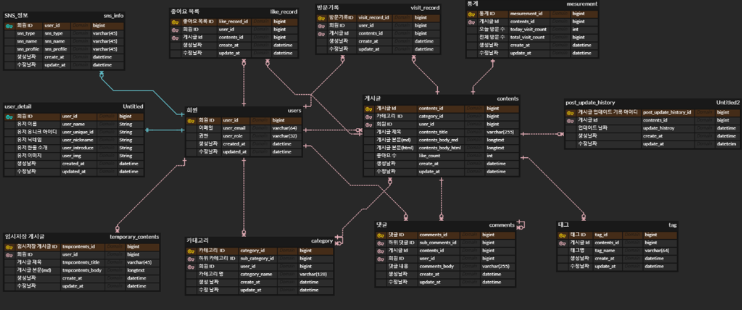 SNS_정보 sns_info
회원 ID user_id bigint
sns_type sns_type varchar(45)
sns_name sns_name varchar(45)
sns_profile sns_profile varchar(45)
생성날짜 create_at datetime
수정날짜 update_at datetime
좋아요 목록 like_record
좋아요 목록 ID like_record_id bigint
회원 ID user_id bigint
게시글 id contents_id bigint
생성날짜 create_at datetime
수정날짜 update_at datetime
방문기록 visit_record
방문기록ID visit_record_id bigint
회원 ID user_id bigint
게시글 id contents_id bigint
생성날짜 create_at datetime
수정날짜 update_at datetime
통계 mesurement
통계 ID mesurement_id bigint
게시글 id contents_id bigint
오늘 방문 수 today_visit_count int
전체 방문 수 total_visit_count bigint
생성날짜 create_at datetime
수정날짜 update_at datetime
user_detail Untitled
회원 ID user_id bigint
유저 이름 user_name String
유저 유니크 아이디 user_unique_id String
유저 닉네임 user_nickname String
유저 한줄 소개 user_introduce String
유저 이미지 user_img String
생성날짜 created_at datetime
수정날짜 updated_at datetime
회원 users
회원 ID user_id bigint
이메일 user_email varchar(64)
권한 user_role varchar(32)
생성 날짜 created_at datetime
수정날짜 updated_at datetime
게시글 contents
게시글 id contents_id bigint
카테고리 ID category_id bigint
회원 ID user_id bigint
게시글 제목 contents_title varchar(255)
게시글 본문(md) contents_body_md longtext
게시글 본문(html) contents_body_html longtext
좋아요 수 like_count int
생성 날짜 create_at datetime
수정 날짜 update_at datetime
post_update_history Untitled2
게시글 업데이트 기록 아이디 post_update_history_id bigint
게시글 id contents_id bigint
업데이트 날짜 update_histroy datetime
생성날짜 create_at datetime
수정날짜 update_at datetime
임시저장 게시글 temporary_contents
임시저장 게시글 ID tmpcontents_id bigint
회원 ID user_id bigint
게시글 제목 tmpcontents_title varchar(45)
게시글 본문(md) tmpcontents_body longtext
생성날짜 create_at datetime
수정날짜 update_at datetime
카테고리 category
카테고리 ID category_id bigint
하위 카테고리 ID sub_category_id bigint
회원 ID user_id bigint
카테고리 명 category_name
생성 날짜 create_at datetime
수정 날짜 update_at datetime
댓글 comments
댓글 ID comments_id bigint
하위 댓글 ID sub_comments_id bigint
게시글 id contents_id bigint
회원 ID user_id bigint
댓글 내용 comments_body varchar(255)
생성날짜 create_at datetime
수정날짜 update_at datetime
태그 tag
태그 ID tag_id bigint
게시글 id contents_id bigint
태그명 tag_name varchar(64)
생성날짜 create_at datetime
수정날짜 update_at datetime